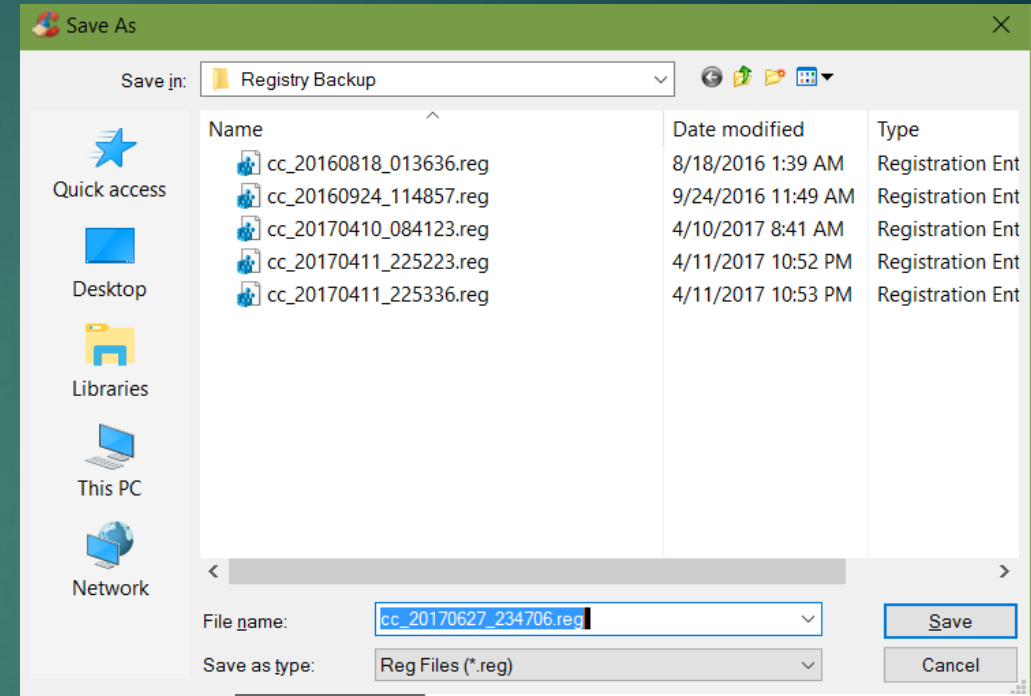 Save As
Save in: Registry Backup
Name Date modified Type
cc_20160818_013636.reg 8/18/2016 1:39 AM Registration Ent
cc_20160924_114857.reg 9/24/2016 11:49 AM Registration Ent
cc_20170410_084123.reg 4/10/2017 8:41 AM Registration Ent
cc_20170411_225223.reg 4/11/2017 10:52 PM Registration Ent
cc_20170411_225336.reg 4/11/2017 10:53 PM Registration Ent
Quick access
Desktop
Libraries
This PC
Network
File name: cc_20170627_234706.reg Save
Save as type: Reg Files (*.reg) Cancel